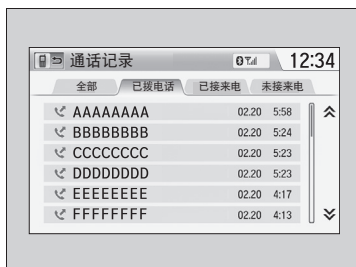 通话记录 12:34
全部 已拨电话 已接来电 未接来电
AAAAAAAA 02.20 5:58
BBBBBBBB 02.20 5:24
CCCCCCCC 02.20 5:23
DDDDDDDD 02.20 5:23
EEEEEEEE 02.20 4:17
FFFFFFFF 02.20 4:13